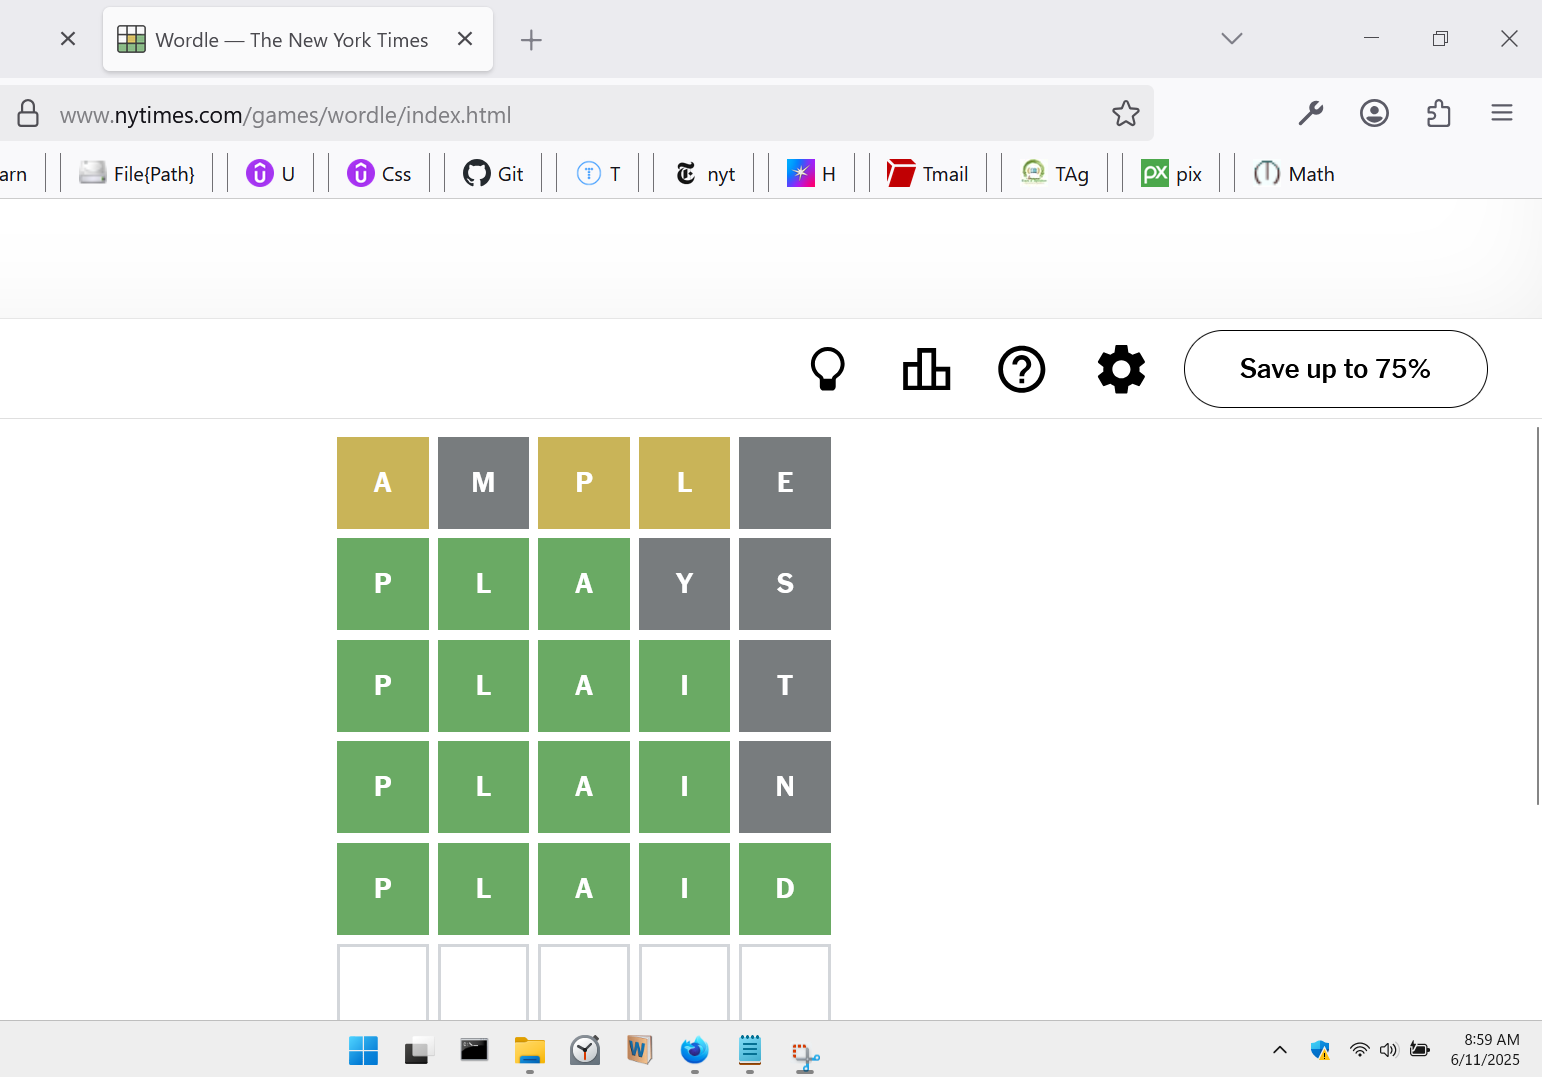 Wordle — The New York Times
www.nytimes.com/games/wordle/index.html
arn File{Path} U Css Git T nyt H Tmail TAg pix Math
Save up to 75%
A M P L E
P L A Y S
P L A I T
P L A I N
P L A I D
8:59 AM
6/11/2025